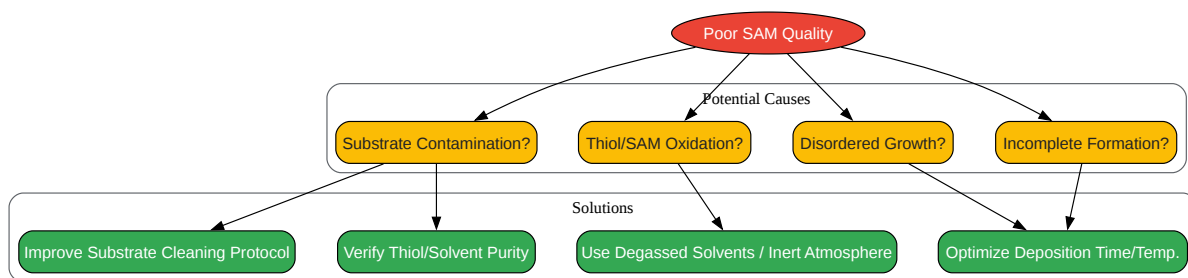 Poor SAM Quality
Potential Causes
Substrate Contamination?
Thiol/SAM Oxidation?
Disordered Growth?
Incomplete Formation?
Solutions
Improve Substrate Cleaning Protocol
Verify Thiol/Solvent Purity
Use Degassed Solvents / Inert Atmosphere
Optimize Deposition Time/Temp.